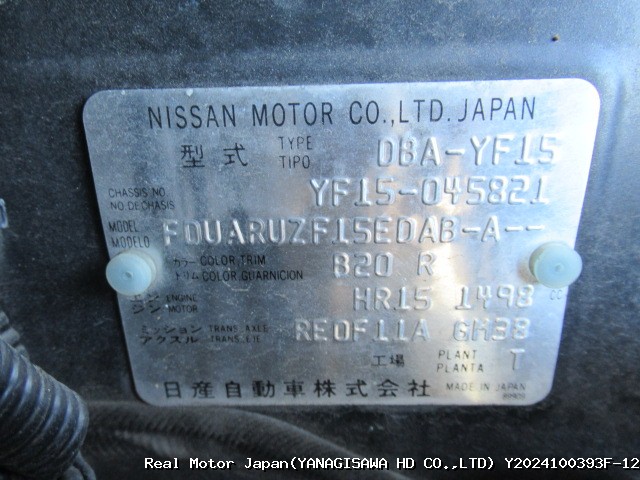 NISSAN MOTOR CO.,LTD. JAPAN
型式 TYPE TIPO DBA-YF15
CHASSIS NO. NO DE CHASIS YF15-045821
MODEL MODELO FDUARUZF15EDAB-A--
カラー COLOR TRIM トリム COLOR GUARNICION B20 R
エンジン ENGINE MOTOR HR15 1498 CC
ミッション アクスル TRANS. AXLE TRANS. EJE RE0F11A GH38
工場 PLANT PLANTA T
日産自動車株式会社 MADE IN JAPAN
Real Motor Japan(YANAGISAWA HD CO.,LTD) Y2024100393F-12